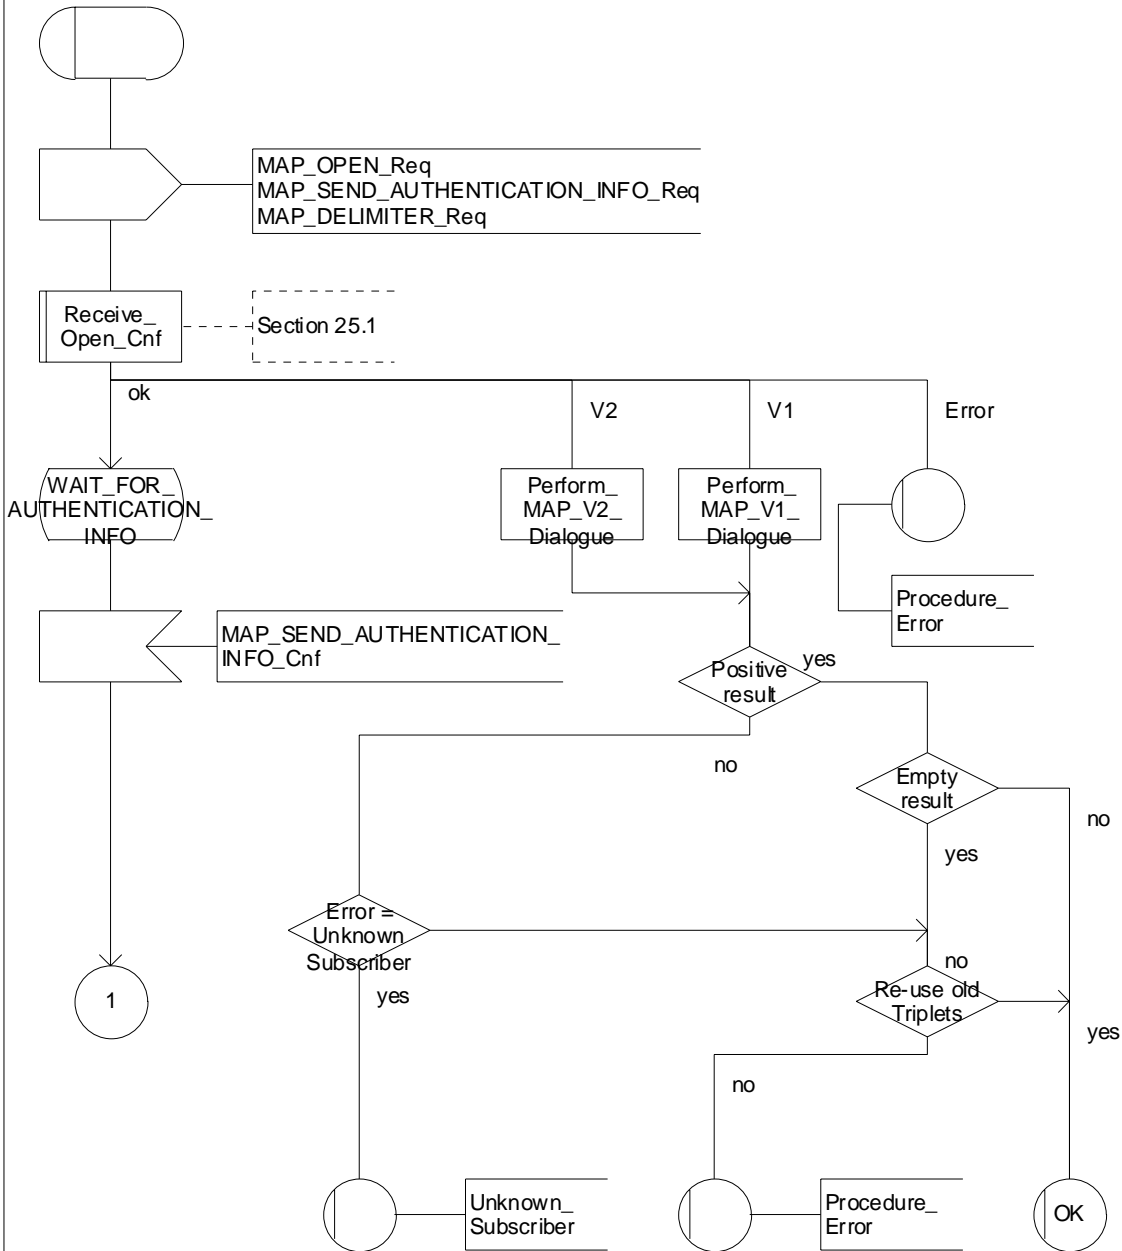 MAP_OPEN_Req
MAP_SEND_AUTHENTICATION_INFO_Req
MAP_DELIMITER_Req
Receive_
Open_Cnf
Section 25.1
ok
V2
V1
Error
WAIT_FOR_
AUTHENTICATION_
INFO
Perform_
MAP_V2_
Dialogue
Perform_
MAP_V1_
Dialogue
Procedure_
Error
MAP_SEND_AUTHENTICATION_
INFO_Cnf
Positive
result
yes
no
Empty
result
no
yes
Error =
Unknown
Subscriber
no
yes
1
Re-use old
Triplets
yes
no
Unknown_
Subscriber
Procedure_
Error
OK